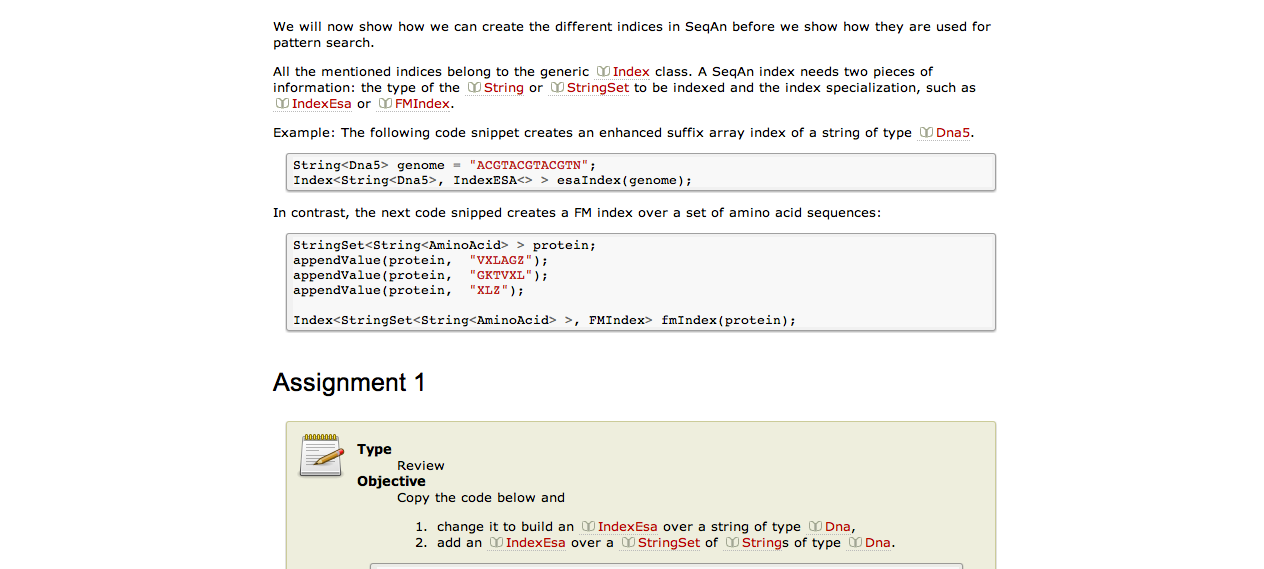 We will now show how we can create the different indices in SeqAn before we show how they are used for
pattern search.
All the mentioned indices belong to the generic Index class. A SeqAn index needs two pieces of
information: the type of the String or StringSet to be indexed and the index specialization, such as
IndexEsa or FMIndex.
Example: The following code snippet creates an enhanced suffix array index of a string of type Dna5.
String<Dna5> genome = "ACGTACGTACGTN";
Index<String<Dna5>, IndexESA<> > esaIndex(genome);
In contrast, the next code snipped creates a FM index over a set of amino acid sequences:
StringSet<String<AminoAcid> > protein;
appendValue(protein, "VXLAGZ");
appendValue(protein, "GKTVXL");
appendValue(protein, "XLZ");
Index<StringSet<String<AminoAcid> >, FMIndex> fmIndex(protein);
Assignment 1
Type
Review
Objective
Copy the code below and
1. change it to build an IndexEsa over a string of type Dna,
2. add an IndexEsa over a StringSet of Strings of type Dna.